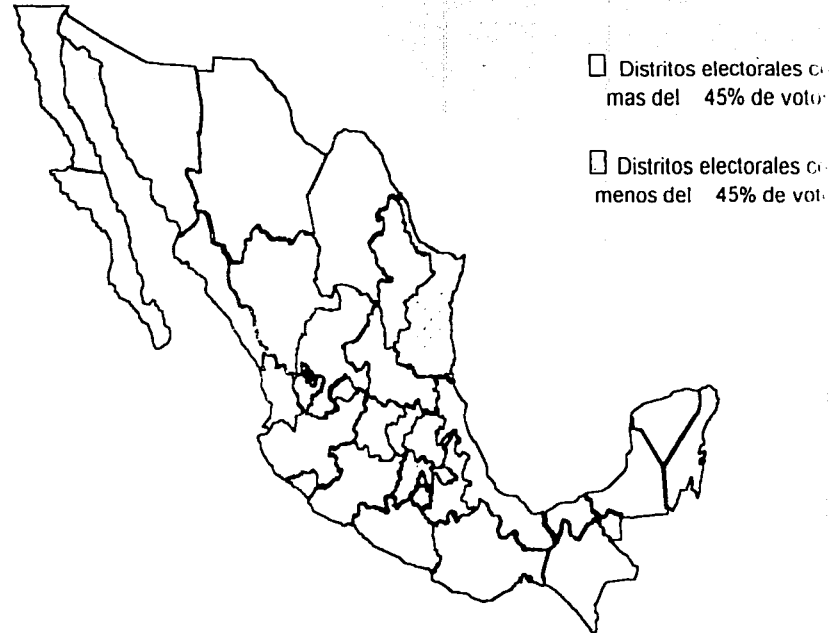 Distritos electorales
mas del 45% de
Distritos electorales
menos del 45% de